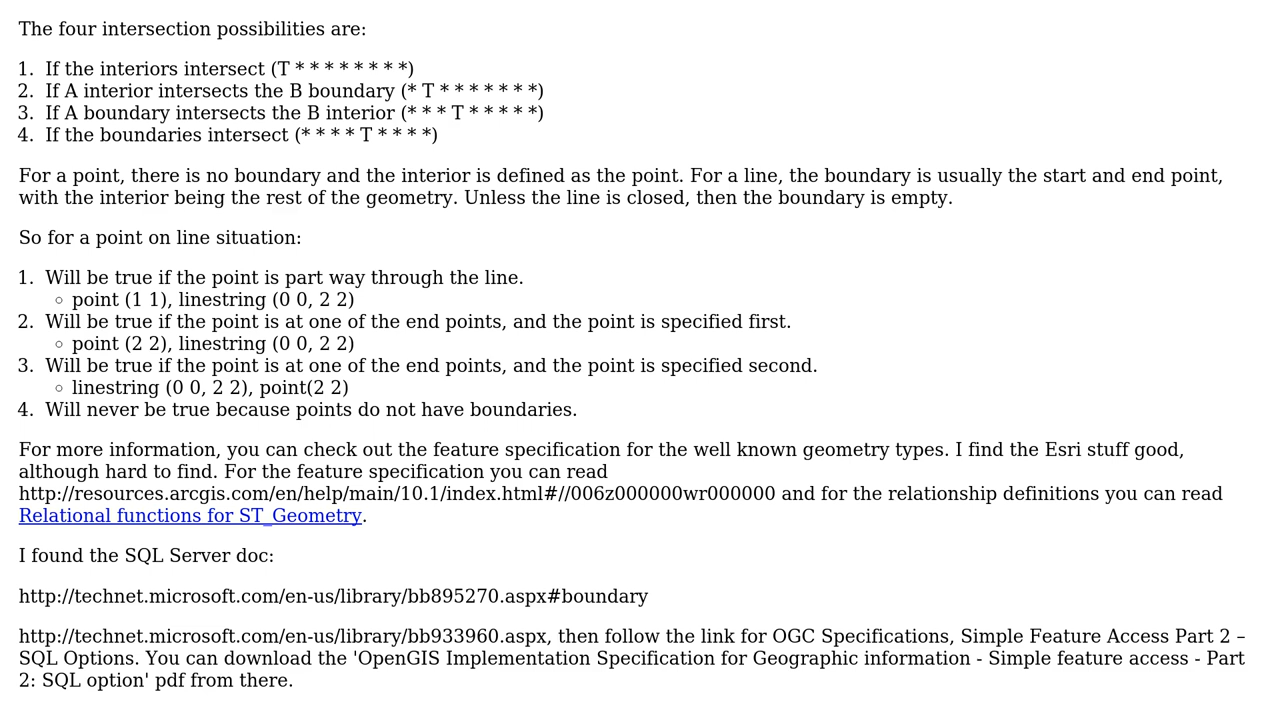 The four intersection possibilities are:
1. If the interiors intersect (T * * * * * * * *)
2. If A interior intersects the B boundary (* T * * * * * * *)
3. If A boundary intersects the B interior (* * * T * * * * *)
4. If the boundaries intersect (* * * * T * * * *)
For a point, there is no boundary and the interior is defined as the point. For a line, the boundary is usually the start and end point,
with the interior being the rest of the geometry. Unless the line is closed, then the boundary is empty.
So for a point on line situation:
1. Will be true if the point is part way through the line.
◦ point (1 1), linestring (0 0, 2 2)
2. Will be true if the point is at one of the end points, and the point is specified first.
◦ point (2 2), linestring (0 0, 2 2)
3. Will be true if the point is at one of the end points, and the point is specified second.
◦ linestring (0 0, 2 2), point(2 2)
4. Will never be true because points do not have boundaries.
For more information, you can check out the feature specification for the well known geometry types. I find the Esri stuff good,
although hard to find. For the feature specification you can read
http://resources.arcgis.com/en/help/main/10.1/index.html#//006z000000wr000000 and for the relationship definitions you can read
Relational functions for ST_Geometry.
I found the SQL Server doc:
http://technet.microsoft.com/en-us/library/bb895270.aspx#boundary
http://technet.microsoft.com/en-us/library/bb933960.aspx, then follow the link for OGC Specifications, Simple Feature Access Part 2 –
SQL Options. You can download the 'OpenGIS Implementation Specification for Geographic information - Simple feature access - Part
2: SQL option' pdf from there.